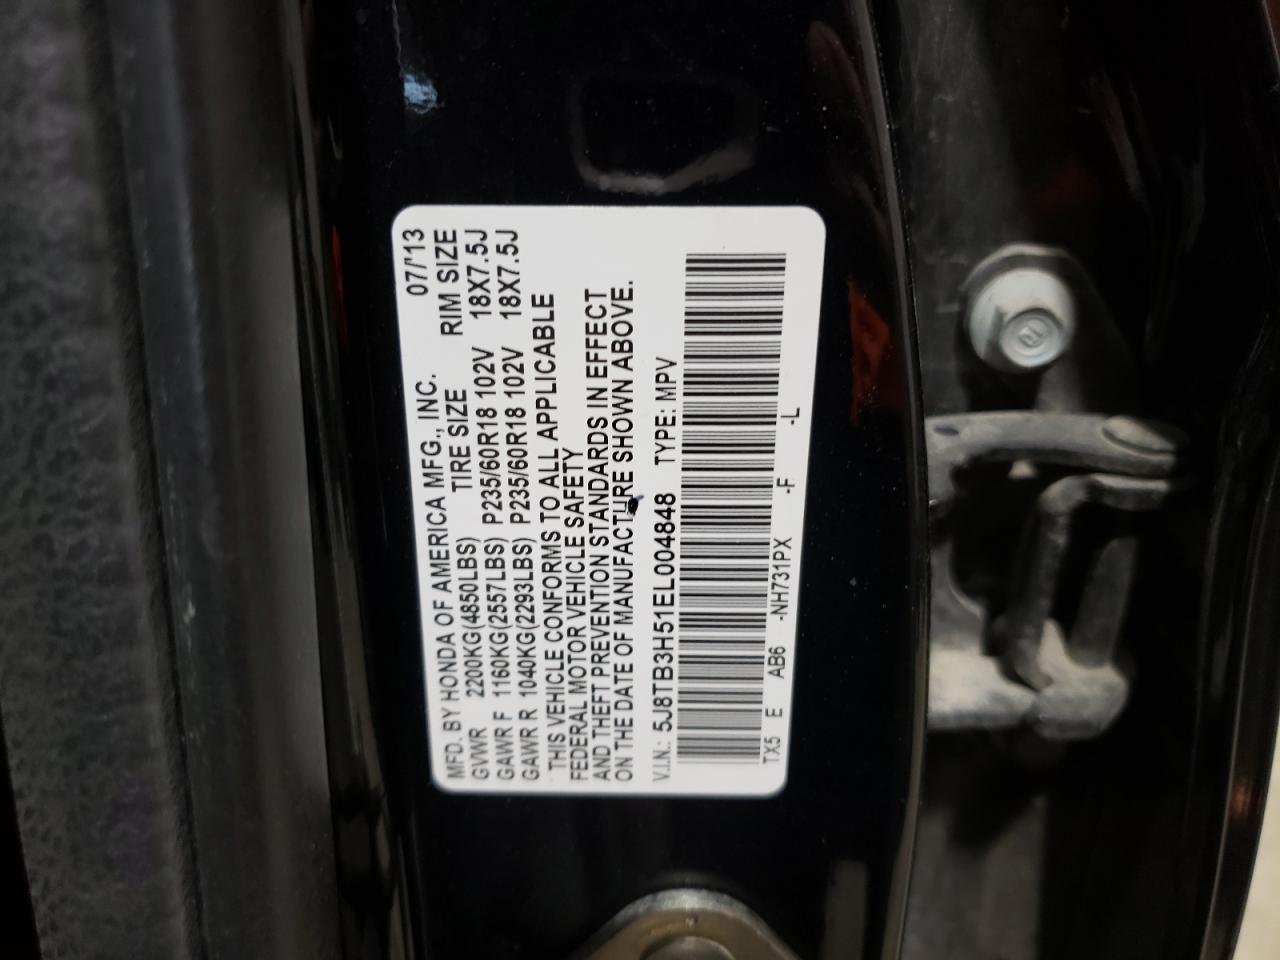 MFD. BY HONDA OF AMERICA MFG., INC. 07/'13
TIRE SIZE RIM SIZE
GVWR 2200KG(4850LBS)
GAWR F 1160KG(2557LBS) P235/60R18 102V 18X7.5J
GAWR R 1040KG(2293LBS) P235/60R18 102V 18X7.5J
THIS VEHICLE CONFORMS TO ALL APPLICABLE
FEDERAL MOTOR VEHICLE SAFETY
AND THEFT PREVENTION STANDARDS IN EFFECT
ON THE DATE OF MANUFACTURE SHOWN ABOVE.
V.I.N.: 5J8TB3H51EL004848 TYPE: MPV
TX5 E AB6 -NH731PX -F -L